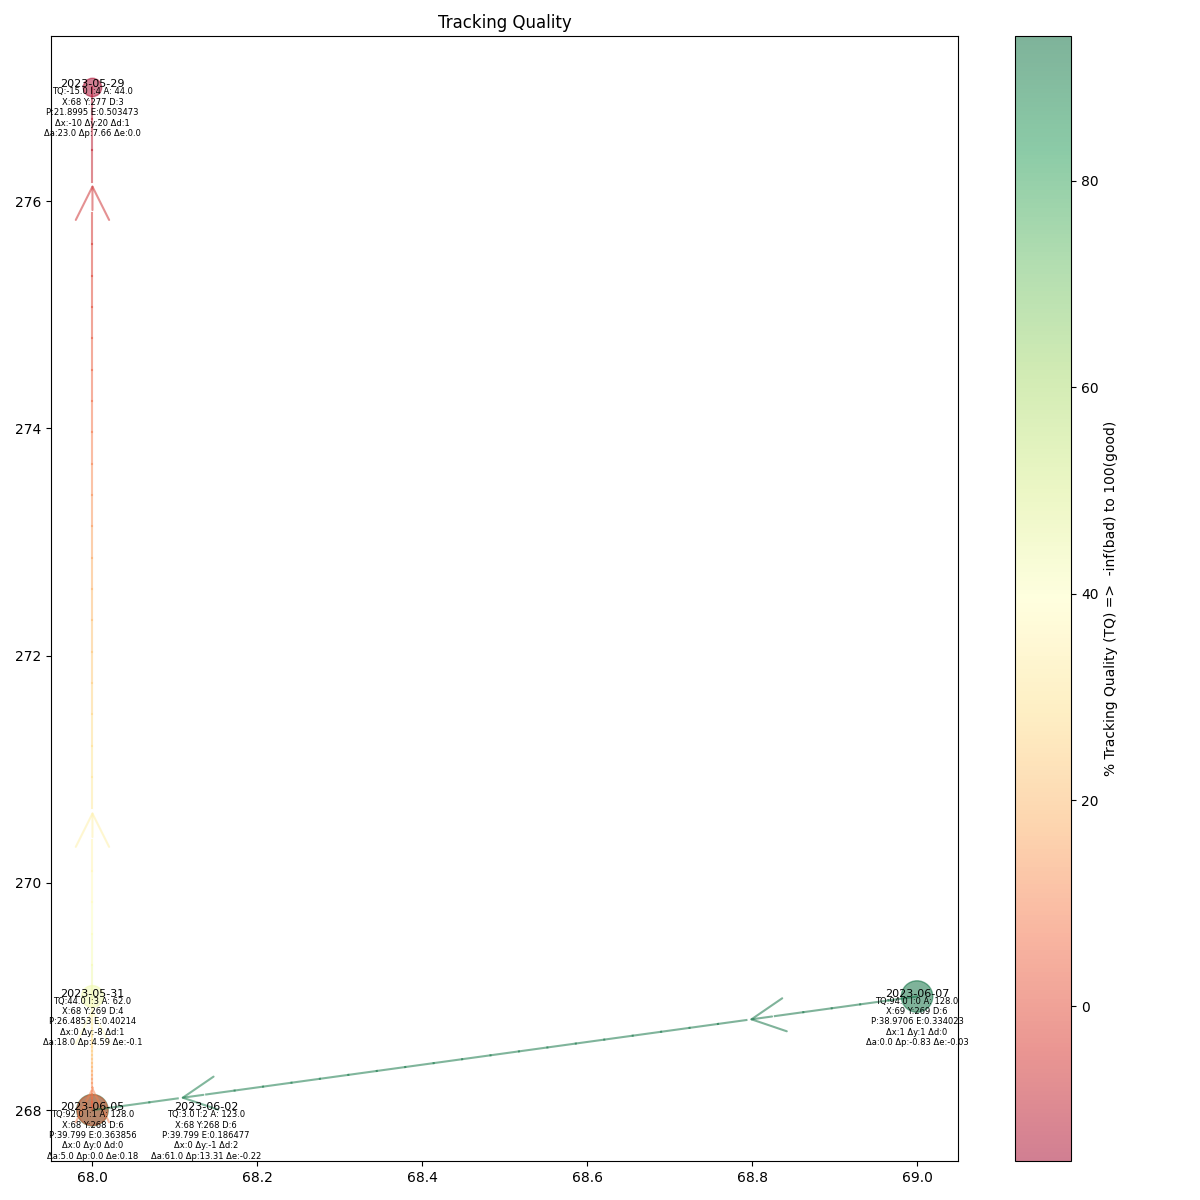 Tracking Quality
2023-05-29
TQ:-15.0 I:4 A: 44.0
X:68 Y:277 D:3
P:21.8995 E:0.503473
Δx:-10 Δy:20 Δd:1
Δa:23.0 Δp:7.66 Δe:0.0
276
274
272
270
268
2023-05-31
TQ:44.0 I:3 A: 62.0
X:68 Y:269 D:4
P:26.4853 E:0.40214
Δx:0 Δy:-8 Δd:1
Δa:18.0 Δp:4.59 Δe:-0.1
2023-06-07
TQ:94.0 I:0 A: 128.0
X:69 Y:269 D:6
P:38.9706 E:0.334023
Δx:1 Δy:1 Δd:0
Δa:0.0 Δp:-0.83 Δe:-0.03
2023-06-05
TQ:92.0 I:1 A: 128.0
X:68 Y:268 D:6
P:39.799 E:0.363856
Δx:0 Δy:0 Δd:0
Δa:5.0 Δp:0.0 Δe:0.18
2023-06-02
TQ:3.0 I:2 A: 123.0
X:68 Y:268 D:6
P:39.799 E:0.186477
Δx:0 Δy:-1 Δd:2
Δa:61.0 Δp:13.31 Δe:-0.22
68.0
68.2
68.4
68.6
68.8
69.0
80
60
40
20
0
% Tracking Quality (TQ) =>  -inf(bad) to 100(good)